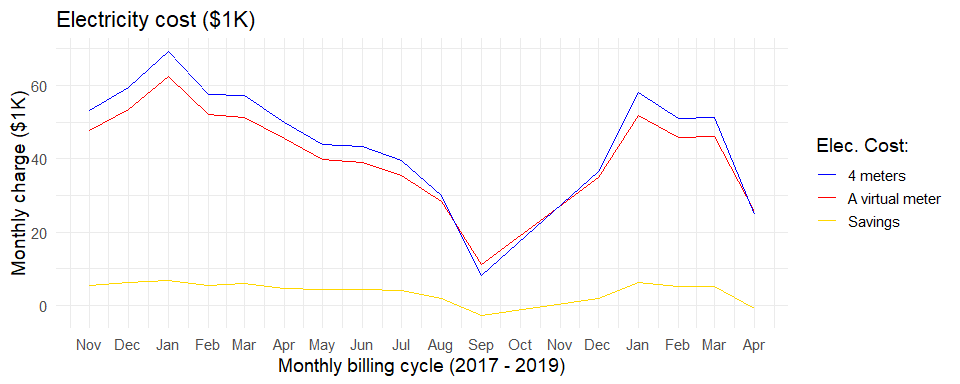 Electricity cost ($1K)
Monthly charge ($1K)
60
40
20
0
Nov Dec Jan Feb Mar Apr May Jun Jul Aug Sep Oct Nov Dec Jan Feb Mar Apr
Monthly billing cycle (2017 - 2019)
Elec. Cost:
4 meters
A virtual meter
Savings